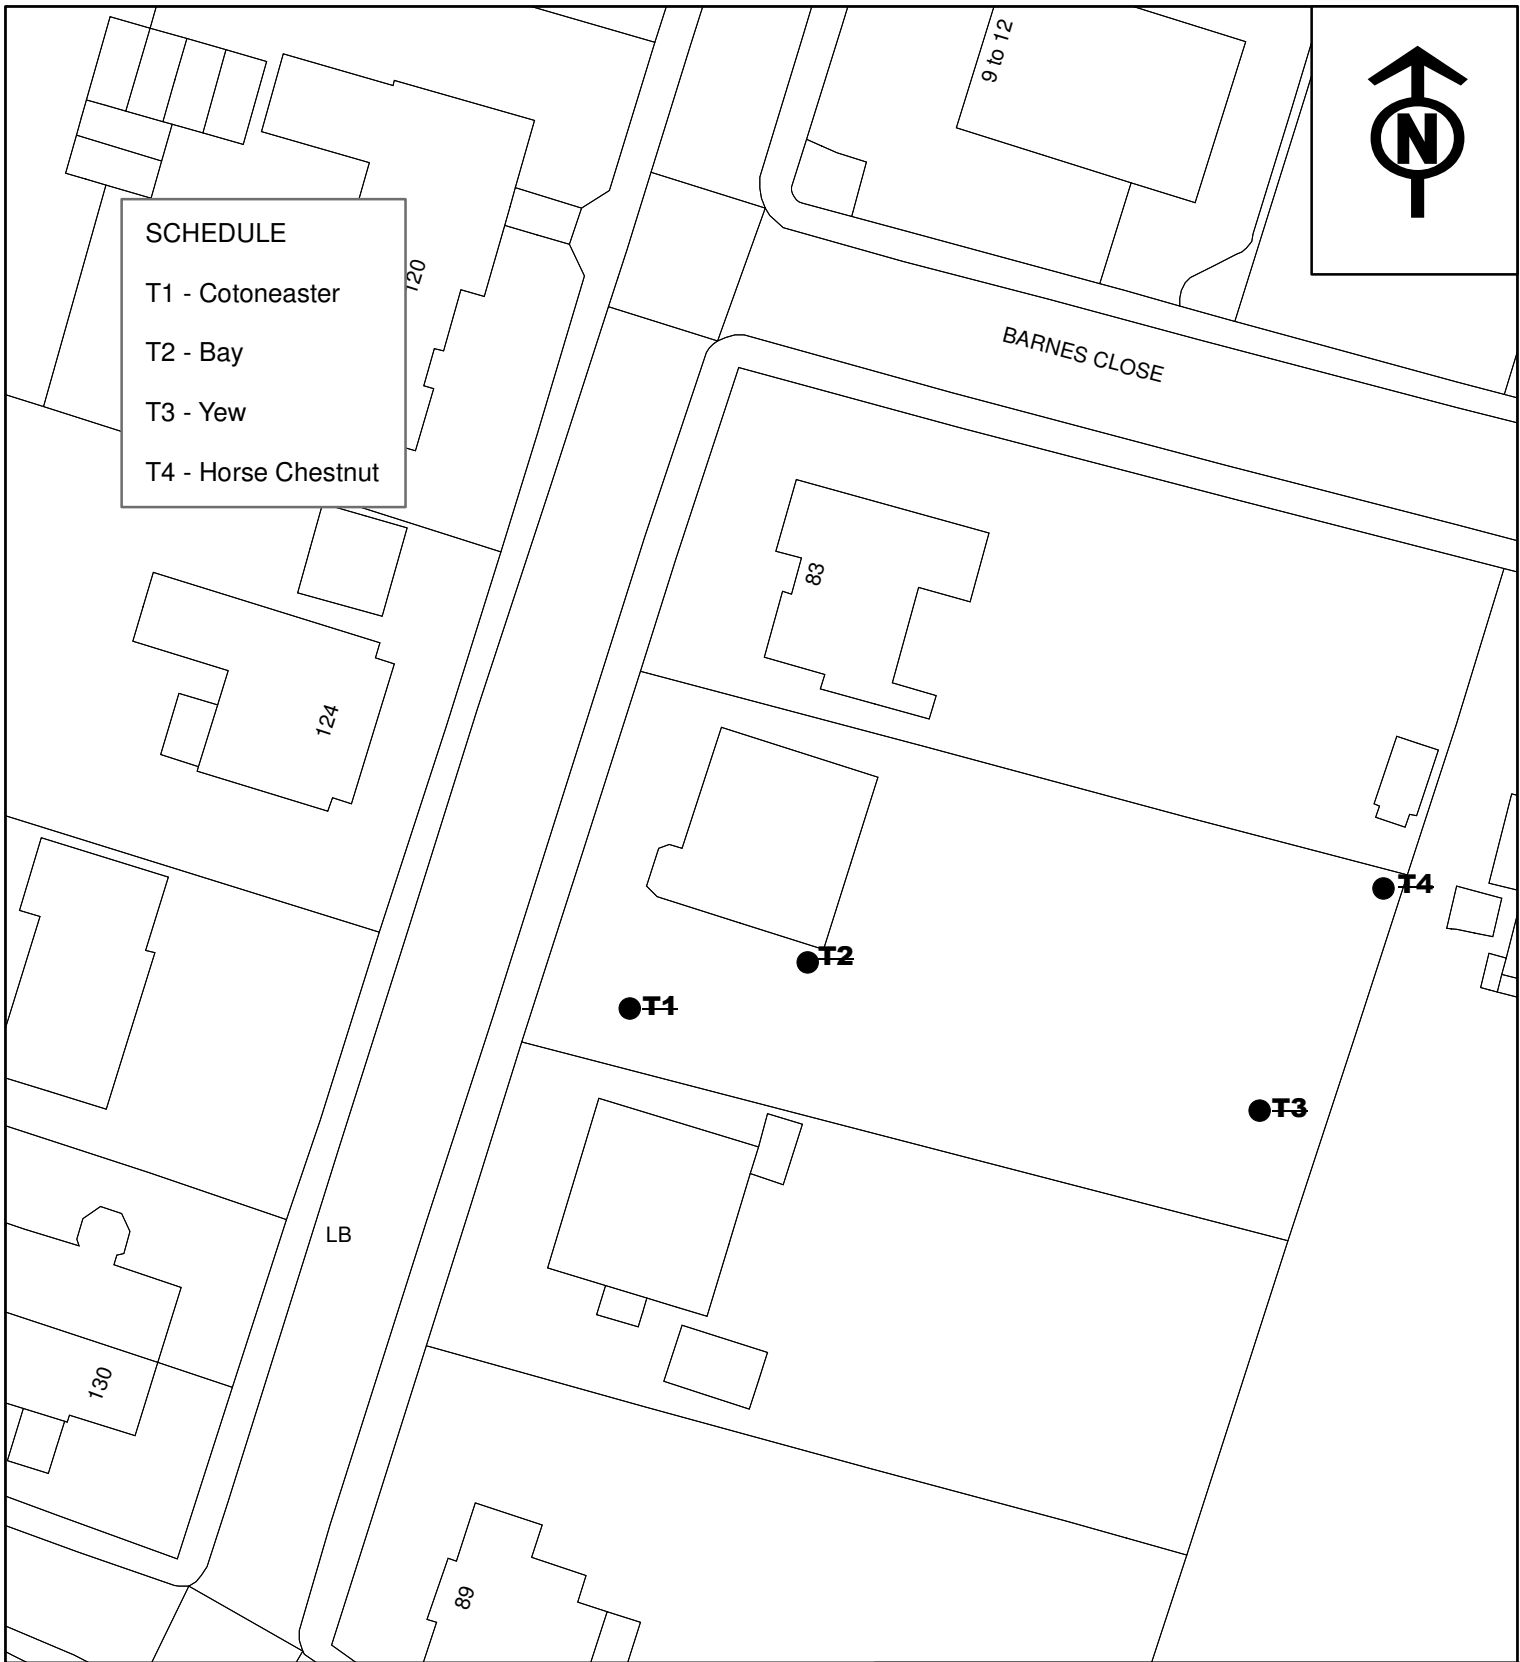 9 to 12
N
SCHEDULE
T1 - Cotoneaster
T2 - Bay
T3 - Yew
T4 - Horse Chestnut
120
BARNES CLOSE
83
124
T4
T2
T1
T3
LB
130
89